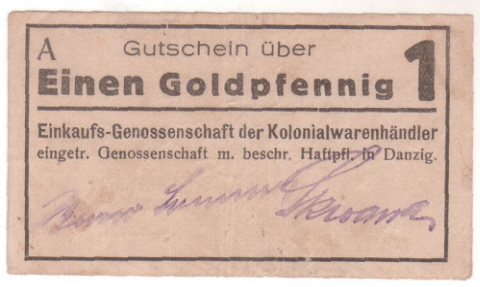 A
Gutschein über
Einen Goldpfennig 1
Einkaufs-Genossenschaft der Kolonialwarenhändler
eingetr. Genossenschaft m. beschr. Haftpfl. in Danzig.